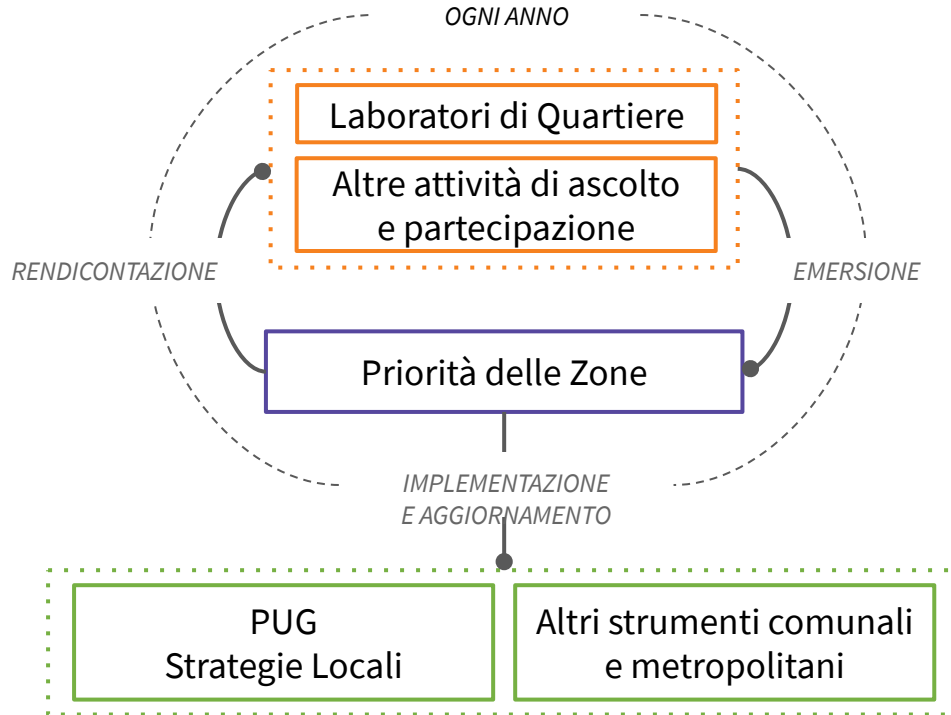 OGNI ANNO
Laboratori di Quartiere
Altre attività di ascolto
e partecipazione
RENDICONTAZIONE
EMERSIONE
Priorità delle Zone
IMPLEMENTAZIONE
E AGGIORNAMENTO
PUG
Strategie Locali
Altri strumenti comunali
e metropolitani